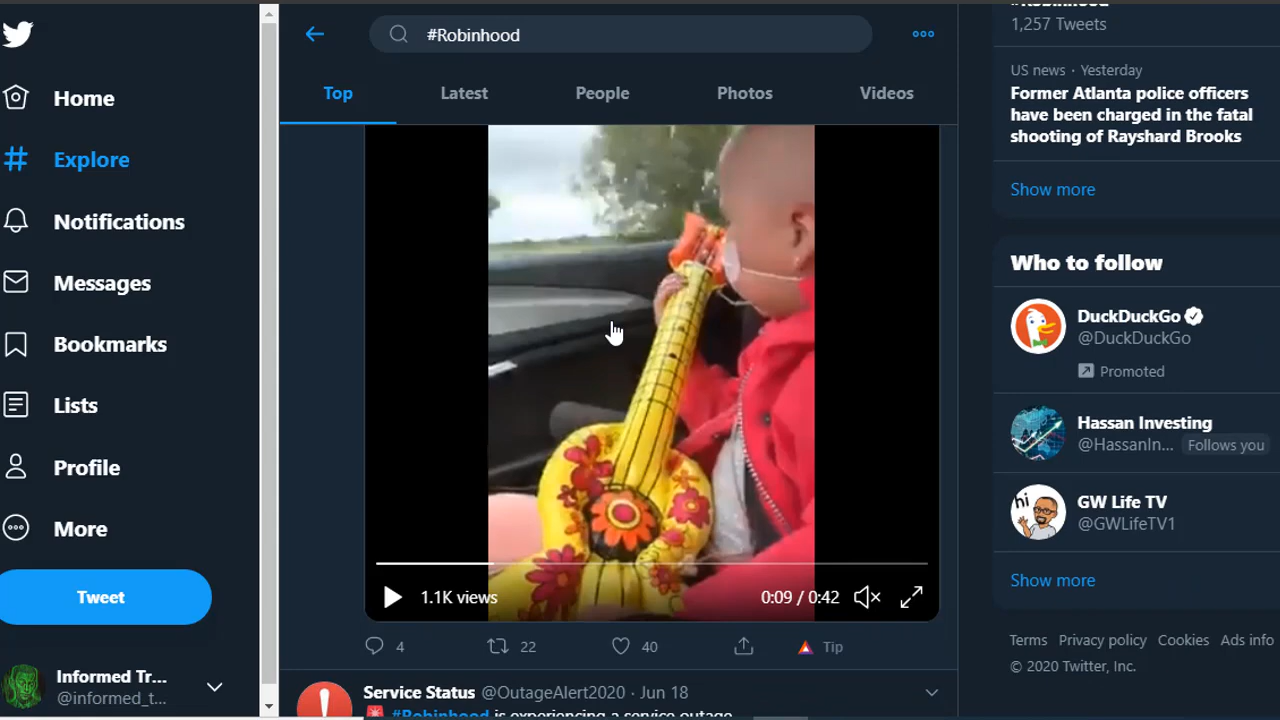 Home
Explore
Notifications
Messages
Bookmarks
Lists
Profile
More
Tweet
Informed Tr...
@informed_t...
#Robinhood
Top
Latest
People
Photos
Videos
1.1K views
0:09 / 0:42
4
22
40
Tip
Service Status @OutageAlert2020 · Jun 18
#Robinhood is experiencing a service outage
#Robinhood
1,257 Tweets
US news · Yesterday
Former Atlanta police officers
have been charged in the fatal
shooting of Rayshard Brooks
Show more
Who to follow
DuckDuckGo
@DuckDuckGo
Promoted
Hassan Investing
@HassanIn... Follows you
hi
GW Life TV
@GWLifeTV1
Show more
Terms Privacy policy Cookies Ads info
© 2020 Twitter, Inc.